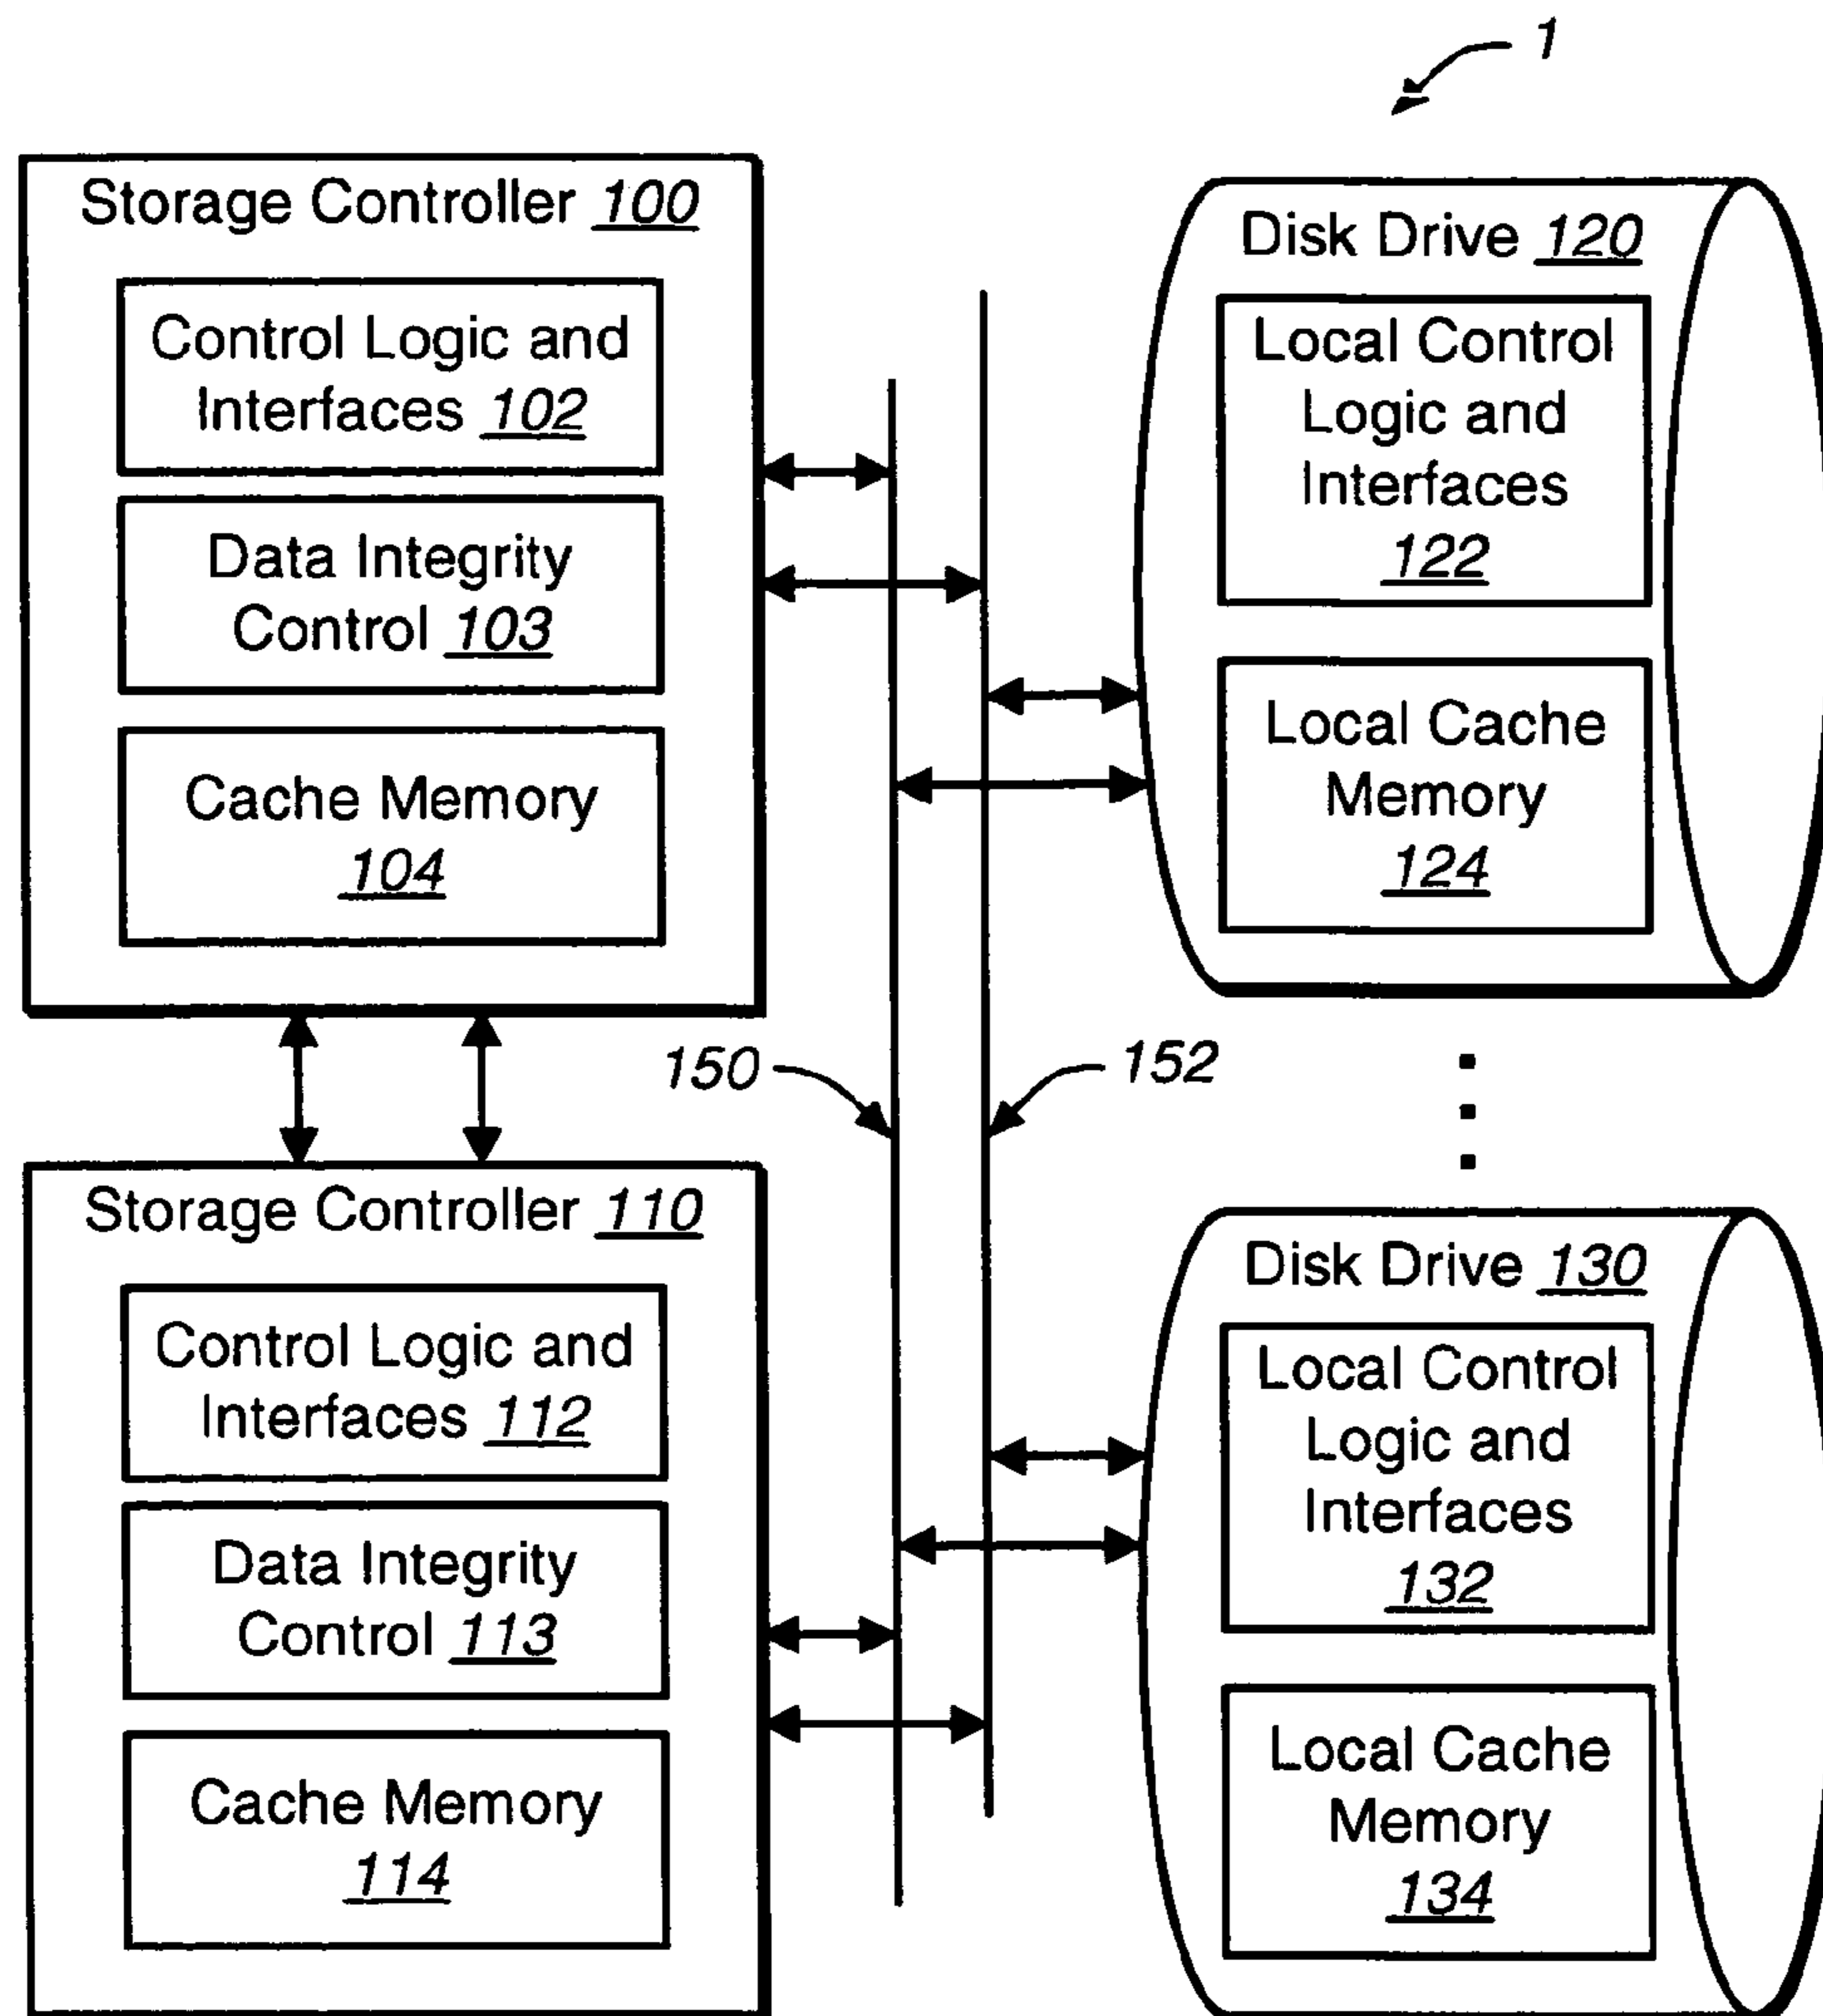 1
Storage Controller 100
Control Logic and
Interfaces 102
Data Integrity
Control 103
Cache Memory
104
Disk Drive 120
Local Control
Logic and
Interfaces
122
Local Cache
Memory
124
150
152
Storage Controller 110
Control Logic and
Interfaces 112
Data Integrity
Control 113
Cache Memory
114
Disk Drive 130
Local Control
Logic and
Interfaces
132
Local Cache
Memory
134